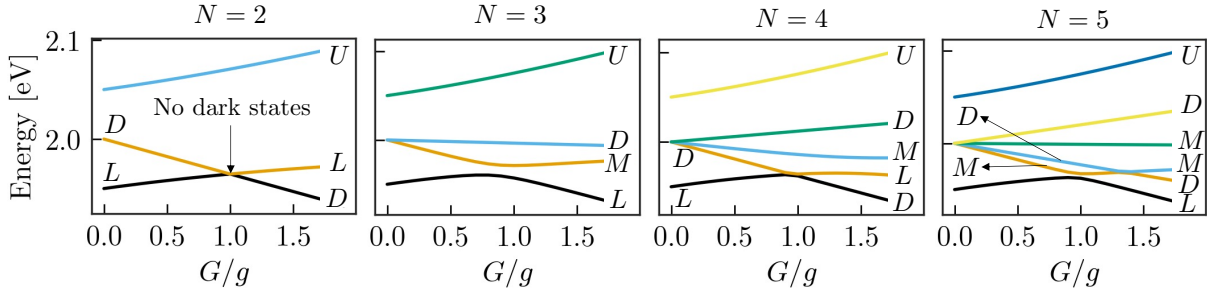 N = 2
N = 3
N = 4
N = 5
Energy [eV]
2.1
2.0
U
D
L
No dark states
L
D
U
D
M
L
D
L
U
D
M
L
D
D
M
U
D
M
M
D
L
0.0 0.5 1.0 1.5
0.0 0.5 1.0 1.5
0.0 0.5 1.0 1.5
0.0 0.5 1.0 1.5
G/g
G/g
G/g
G/g